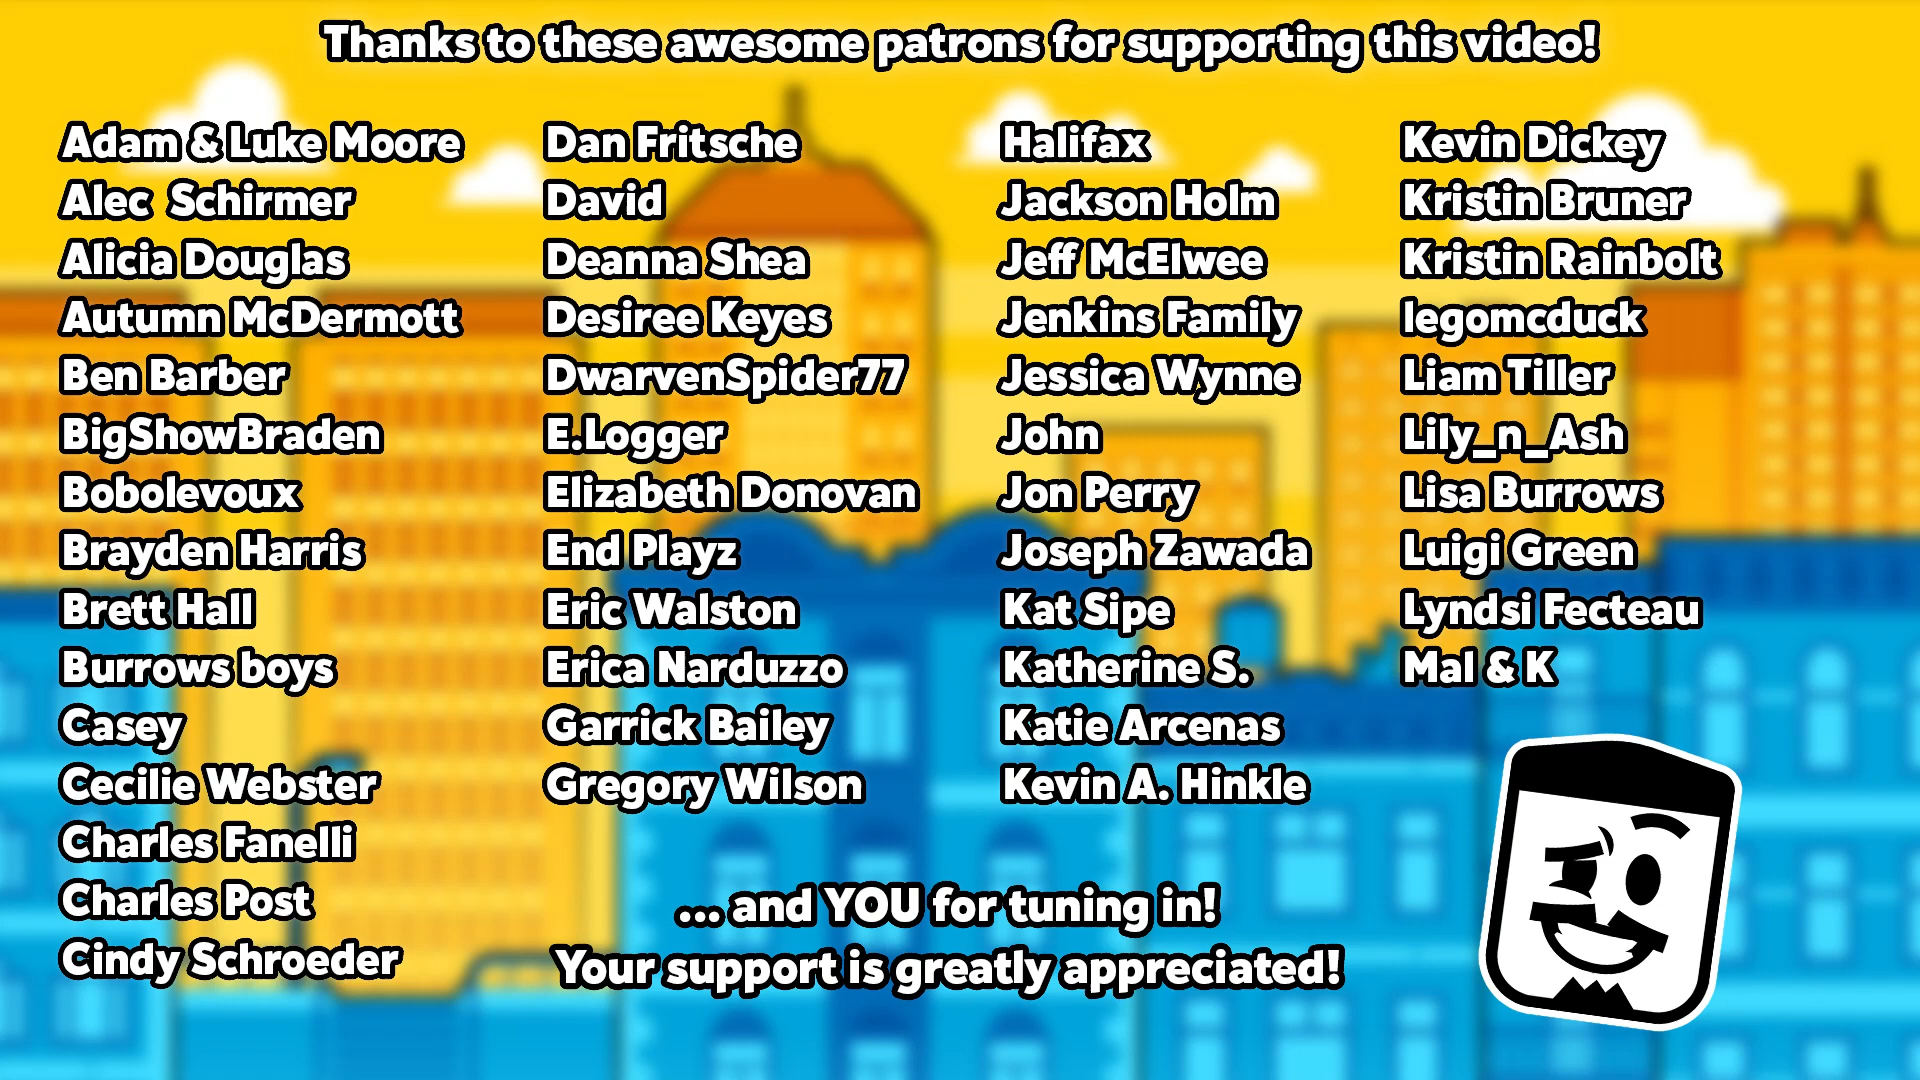 Thanks to these awesome patrons for supporting this video!
Adam & Luke Moore
Alec  Schirmer
Alicia Douglas
Autumn McDermott
Ben Barber
BigShowBraden
Bobolevoux
Brayden Harris
Brett Hall
Burrows boys
Casey
Cecilie Webster
Charles Fanelli
Charles Post
Cindy Schroeder
Dan Fritsche
David
Deanna Shea
Desiree Keyes
DwarvenSpider77
E.Logger
Elizabeth Donovan
End Playz
Eric Walston
Erica Narduzzo
Garrick Bailey
Gregory Wilson
Halifax
Jackson Holm
Jeff McElwee
Jenkins Family
Jessica Wynne
John
Jon Perry
Joseph Zawada
Kat Sipe
Katherine S.
Katie Arcenas
Kevin A. Hinkle
Kevin Dickey
Kristin Bruner
Kristin Rainbolt
legomcduck
Liam Tiller
Lily_n_Ash
Lisa Burrows
Luigi Green
Lyndsi Fecteau
Mal & K
... and YOU for tuning in!
Your support is greatly appreciated!